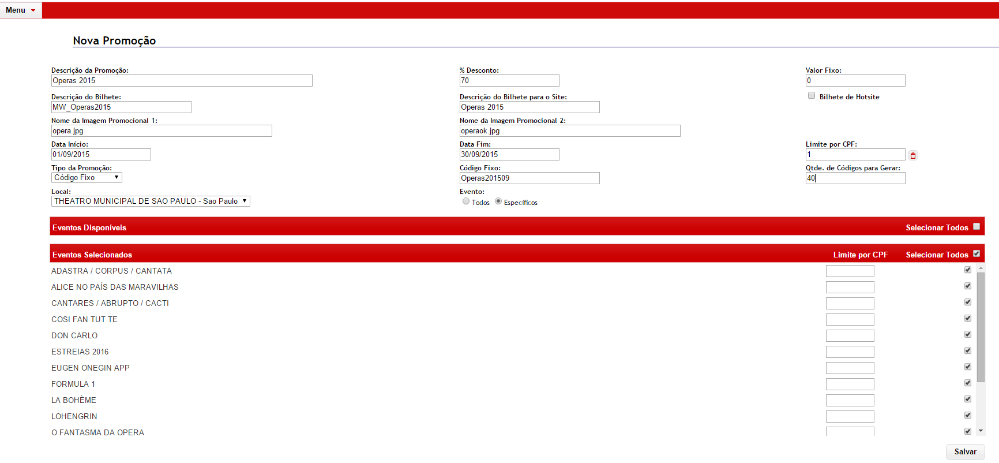 Menu
Nova Promoção
Descrição da Promoção: % Desconto: Valor Fixo:
Operas 2015 70 0
Descrição do Bilhete: Descrição do Bilhete para o Site: Bilhete de Hotsite
MW_Operas2015 Operas 2015
Nome da Imagem Promocional 1: Nome da Imagem Promocional 2:
opera.jpg operaok.jpg
Data Início: Data Fim: Limite por CPF:
01/09/2015 30/09/2015 1
Tipo da Promoção: Código Fixo: Qtde. de Códigos para Gerar:
Código Fixo Operas201509 40
Local: Evento:
THEATRO MUNICIPAL DE SAO PAULO - Sao Paulo Todos Específicos
Eventos Disponíveis Selecionar Todos
Eventos Selecionados Limite por CPF Selecionar Todos
ADASTRA / CORPUS / CANTATA
ALICE NO PAÍS DAS MARAVILHAS
CANTARES / ABRUPTO / CACTI
COSI FAN TUT TE
DON CARLO
ESTREIAS 2016
EUGEN ONEGIN APP
FORMULA 1
LA BOHÈME
LOHENGRIN
O FANTASMA DA OPERA
Salvar